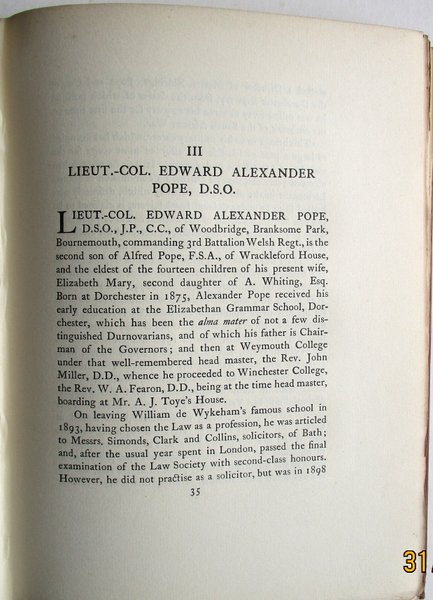 III
LIEUT.-COL. EDWARD ALEXANDER
POPE, D.S.O.
LIEUT.-COL. EDWARD ALEXANDER POPE,
D.S.O., J.P., C.C., of Woodbridge, Branksome Park,
Bournemouth, commanding 3rd Battalion Welsh Regt., is the
second son of Alfred Pope, F.S.A., of Wrackleford House,
and the eldest of the fourteen children of his present wife,
Elizabeth Mary, second daughter of A. Whiting, Esq.
Born at Dorchester in 1875, Alexander Pope received his
early education at the Elizabethan Grammar School, Dor-
chester, which has been the alma mater of not a few dis-
tinguished Durnovarians, and of which his father is Chair-
man of the Governors; and then at Weymouth College
under that well-remembered head master, the Rev. John
Miller, D.D., whence he proceeded to Winchester College,
the Rev. W. A. Fearon, D.D., being at the time head master,
boarding at Mr. A. J. Toye's House.
On leaving William de Wykeham's famous school in
1893, having chosen the Law as a profession, he was articled
to Messrs. Simonds, Clark and Collins, solicitors, of Bath;
and, after the usual year spent in London, passed the final
examination of the Law Society with second-class honours.
However, he did not practise as a solicitor, but was in 1898
35
31